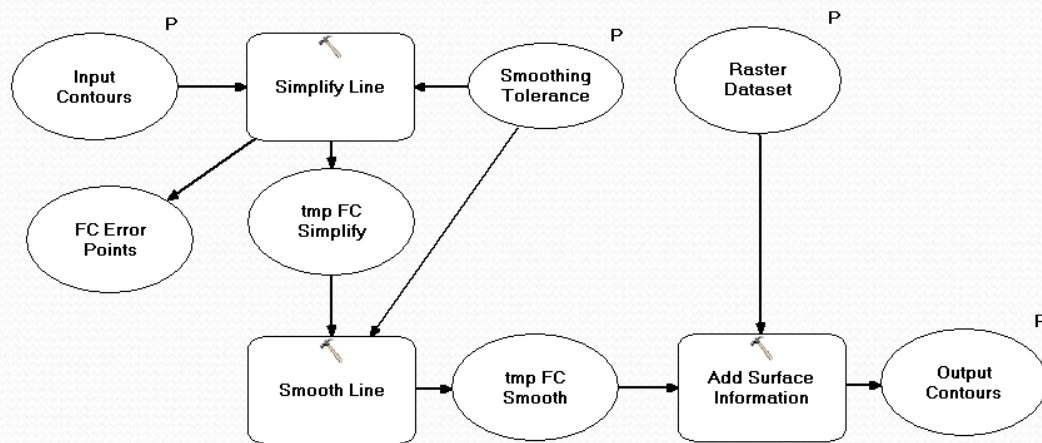 P
P
P
Input
Contours
Simplify Line
Smoothing
Tolerance
Raster
Dataset
FC Error
Points
tmp FC
Simplify
P
Smooth Line
tmp FC
Smooth
Add Surface
Information
Output
Contours